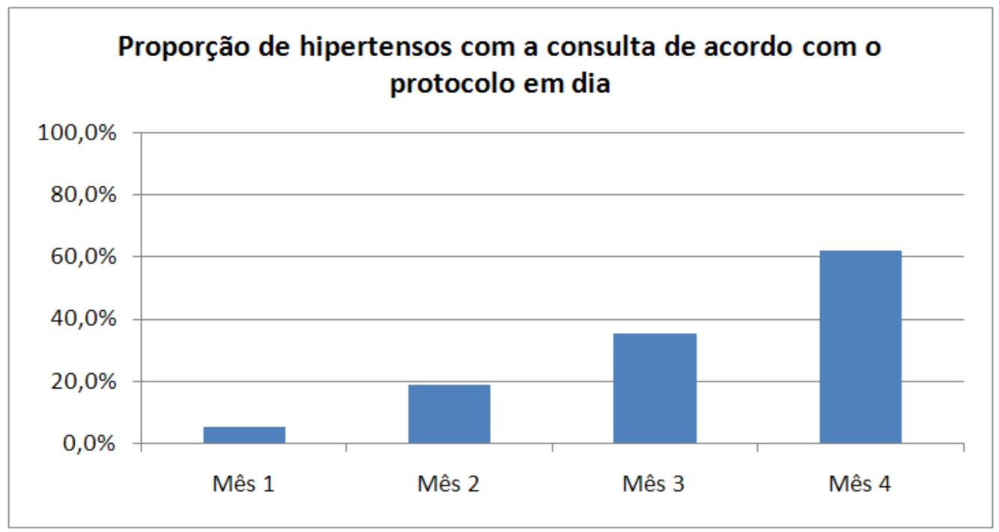 Proporção de hipertensos com a consulta de acordo com o
protocolo em dia
100,0%
80,0%
60,0%
40,0%
20,0%
0,0%
Mês 1
Mês 2
Mês 3
Mês 4